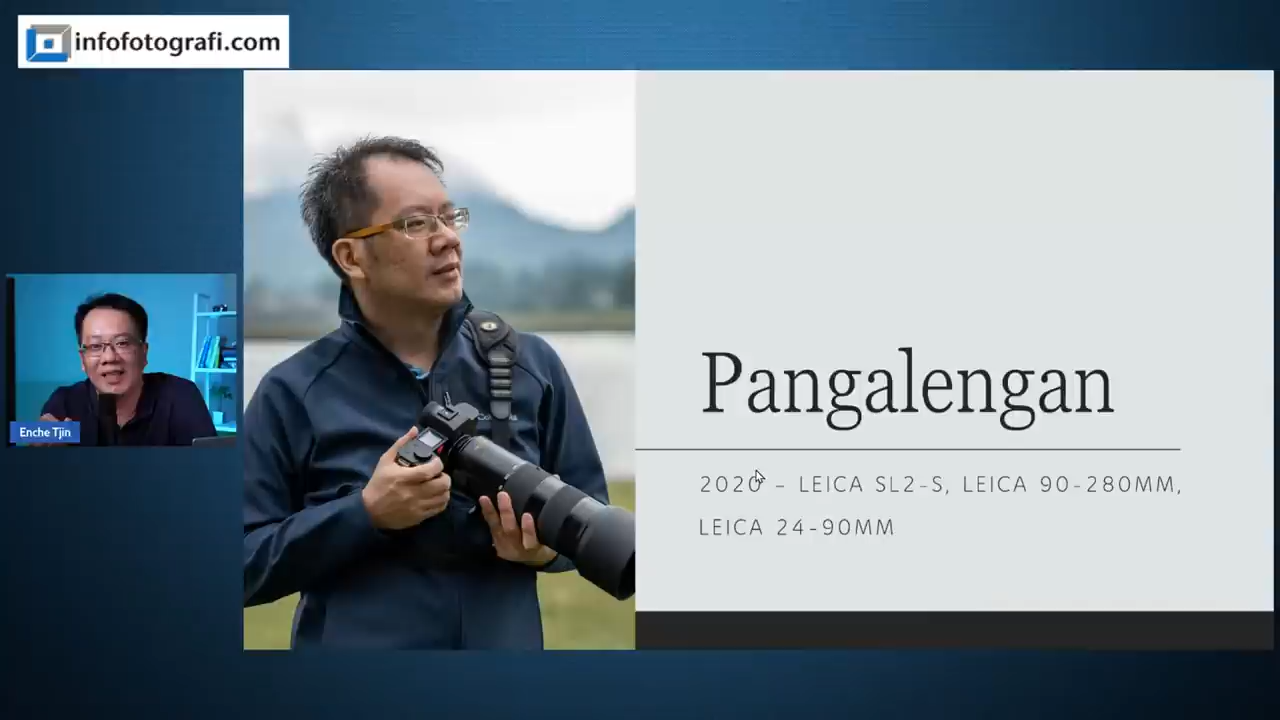 infofotografi.com
Pangalengan
2020 – LEICA SL2-S, LEICA 90-280MM,
LEICA 24-90MM
Enche Tjin